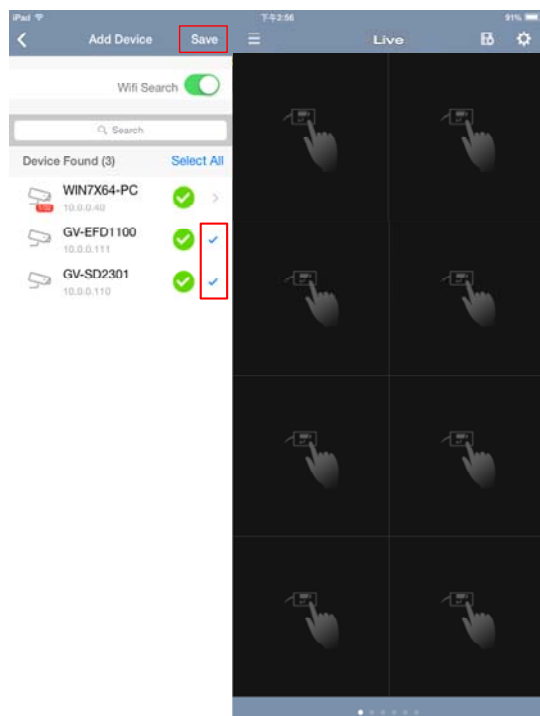 iPad 下午2:56 91%
Add Device Save Live
Wifi Search
Search
Device Found (3) Select All
WIN7X64-PC
10.0.0.40
GV-EFD1100
10.0.0.111
GV-SD2301
10.0.0.110